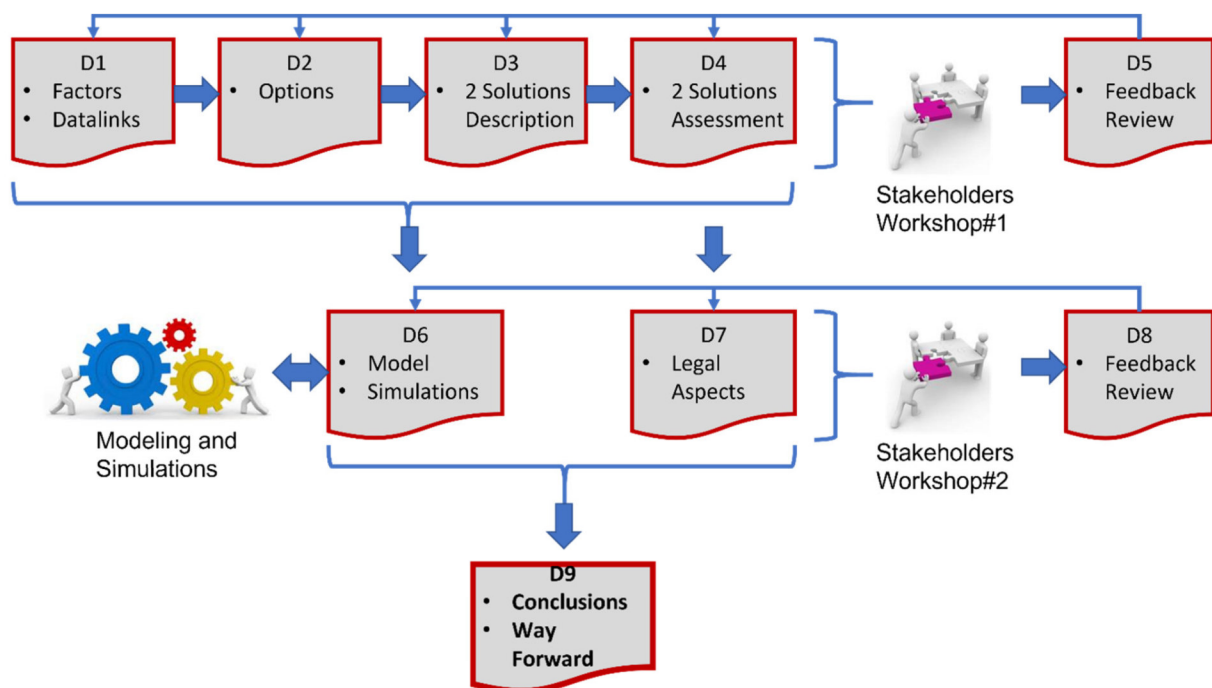 D1
• Factors
• Datalinks
D2
• Options
D3
• 2 Solutions
Description
D4
• 2 Solutions
Assessment
Stakeholders
Workshop#1
D5
• Feedback
Review
Modeling and
Simulations
D6
• Model
• Simulations
D7
• Legal
Aspects
Stakeholders
Workshop#2
D8
• Feedback
Review
D9
• Conclusions
• Way
Forward